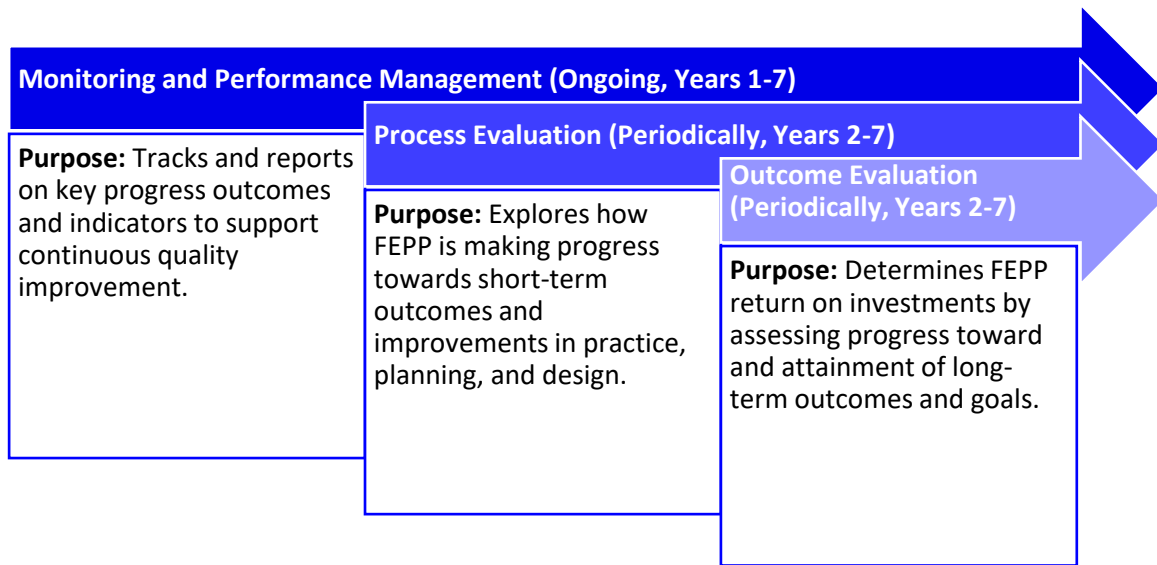 Monitoring and Performance Management (Ongoing, Years 1-7)
Purpose: Tracks and reports
on key progress outcomes
and indicators to support
continuous quality
improvement.
Process Evaluation (Periodically, Years 2-7)
Purpose: Explores how
FEPP is making progress
towards short-term
outcomes and
improvements in practice,
planning, and design.
Outcome Evaluation
(Periodically, Years 2-7)
Purpose: Determines FEPP
return on investments by
assessing progress toward
and attainment of long-
term outcomes and goals.